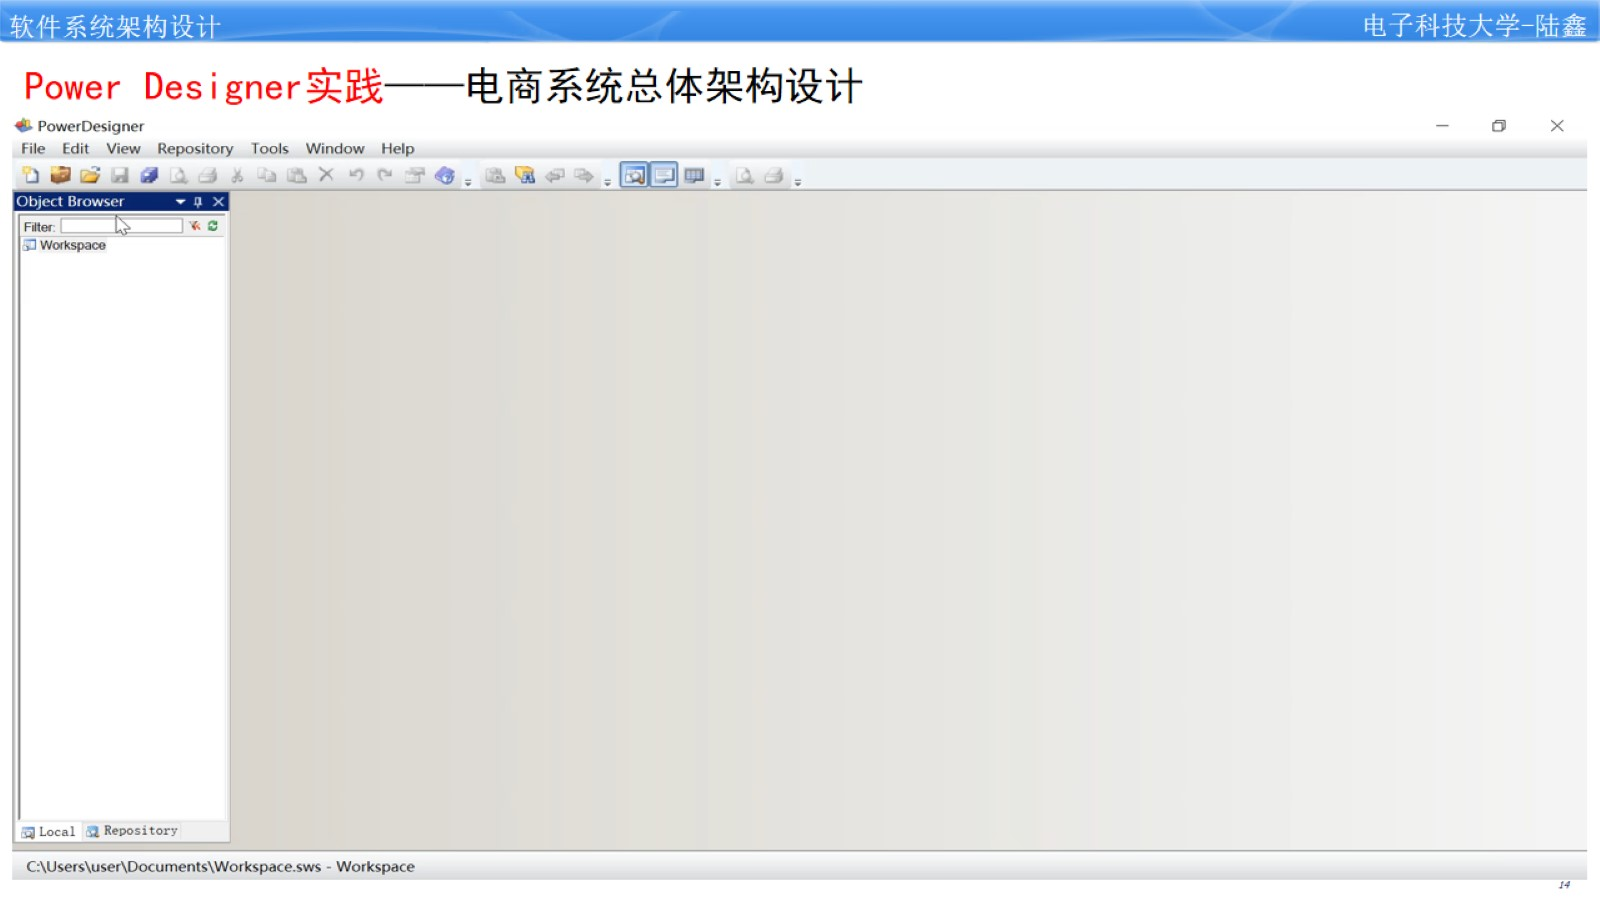 软件系统架构设计
电子科技大学-陆鑫
Power Designer实践——电商系统总体架构设计
PowerDesigner
File Edit View Repository Tools Window Help
Object Browser
Filter:
Workspace
Local Repository
C:\Users\user\Documents\Workspace.sws - Workspace
14